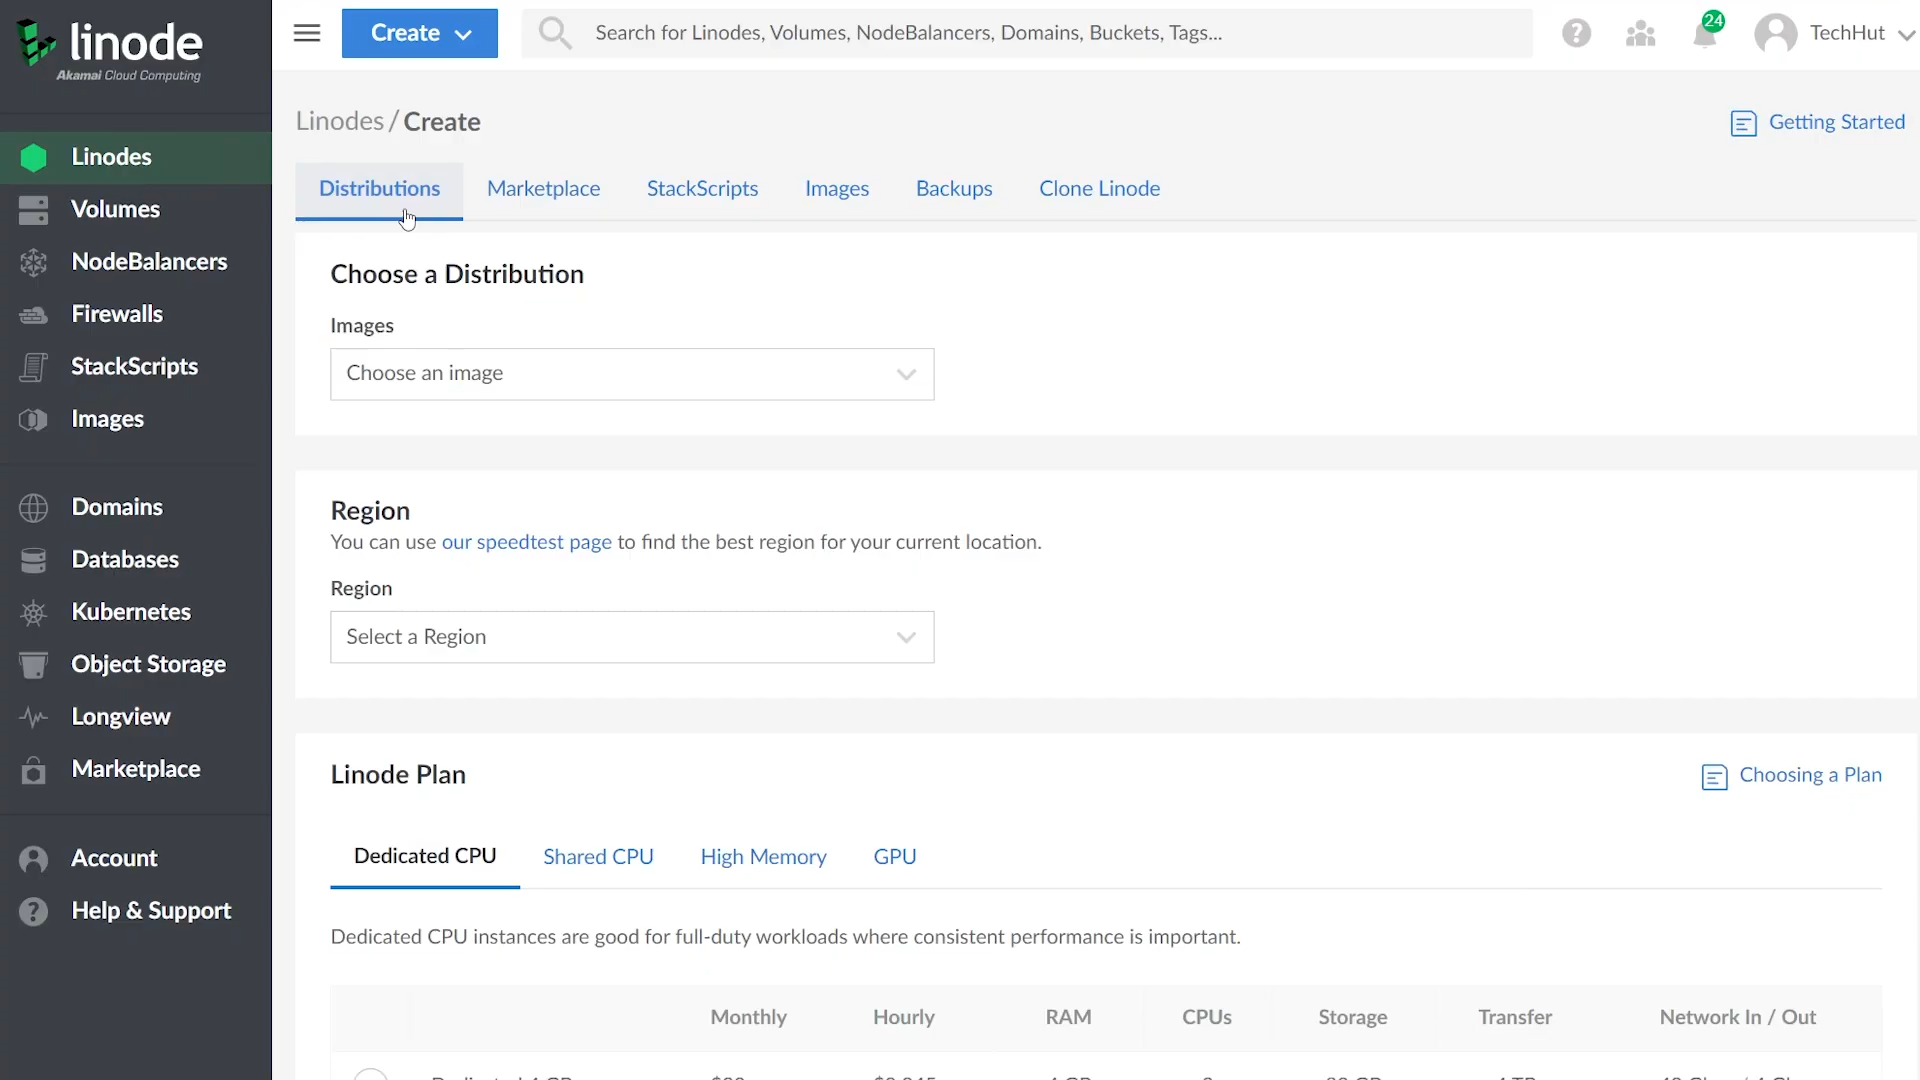 linode
Akamai Cloud Computing
Create
Search for Linodes, Volumes, NodeBalancers, Domains, Buckets, Tags...
24
TechHut
Linodes
Volumes
NodeBalancers
Firewalls
StackScripts
Images
Domains
Databases
Kubernetes
Object Storage
Longview
Marketplace
Account
Help & Support
Linodes / Create
Getting Started
Distributions Marketplace StackScripts Images Backups Clone Linode
Choose a Distribution
Images
Choose an image
Region
You can use our speedtest page to find the best region for your current location.
Region
Select a Region
Linode Plan
Choosing a Plan
Dedicated CPU Shared CPU High Memory GPU
Dedicated CPU instances are good for full-duty workloads where consistent performance is important.
Monthly Hourly RAM CPUs Storage Transfer Network In / Out